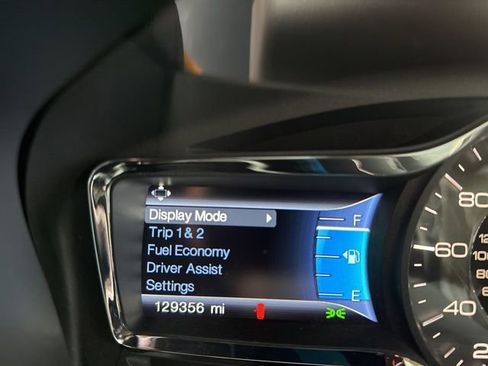 Display Mode
Trip 1 & 2
Fuel Economy
Driver Assist
Settings
129356 mi
F
E
80
60
40